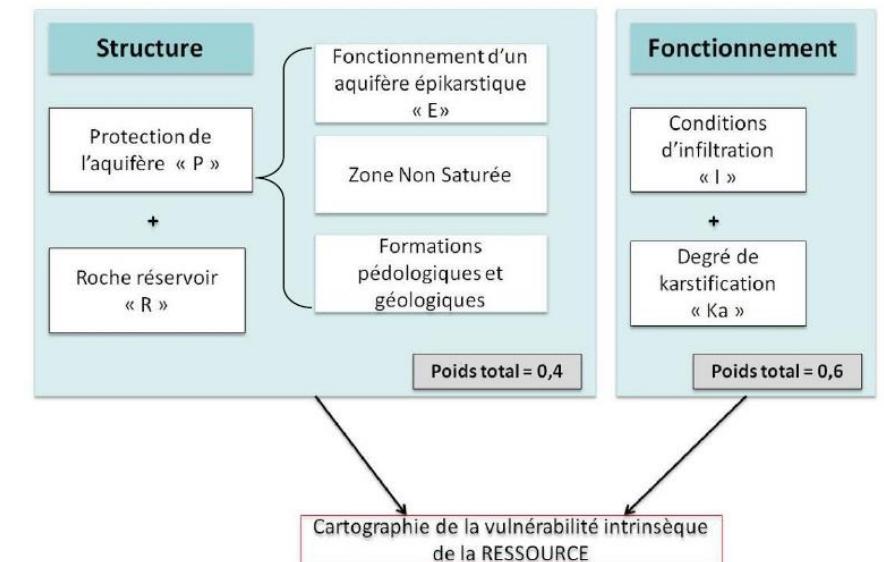 Structure
Protection de
l'aquifère « P »
+
Roche réservoir
« R »
Fonctionnement d'un
aquifère épikarstique
« E»
Zone Non Saturée
Formations
pédologiques et
géologiques
Poids total = 0,4
Fonctionnement
Conditions
d'infiltration
« I »
+
Degré de
karstification
« Ka »
Poids total = 0,6
Cartographie de la vulnérabilité intrinsèque
de la RESSOURCE